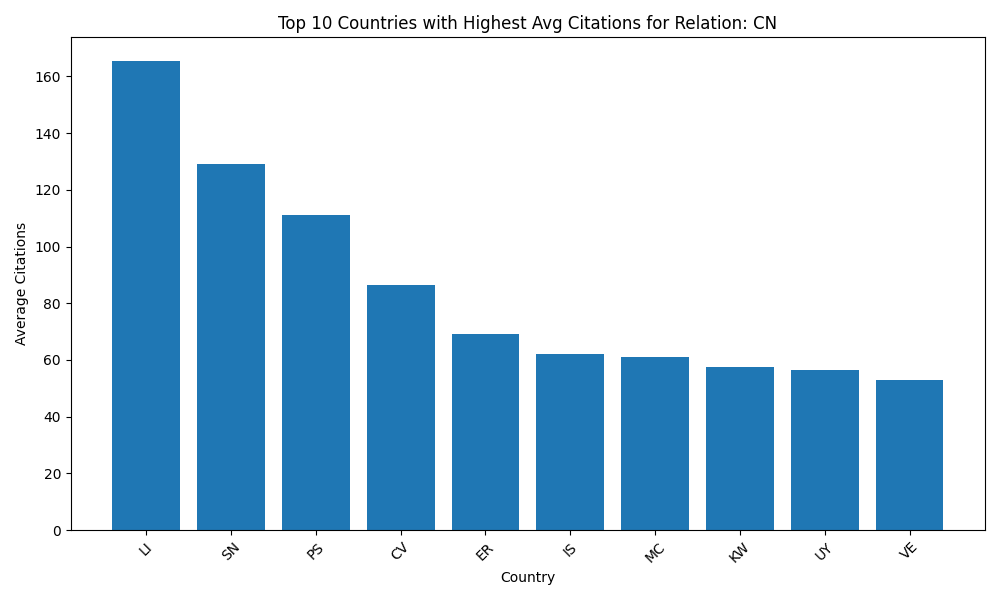 Top 10 Countries with Highest Avg Citations for Relation: CN
Average Citations
160
140
120
100
80
60
40
20
0
LI SN PS CV ER IS MC KW UY VE
Country